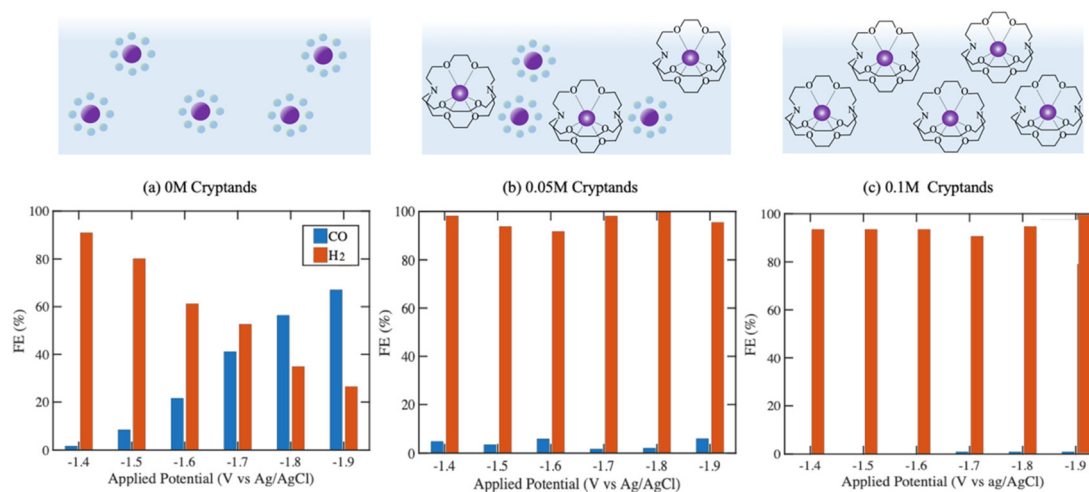 (a) 0M Cryptands
(b) 0.05M Cryptands
(c) 0.1M Cryptands
FE (%)
100
80
60
40
20
0
CO
H2
-1.4 -1.5 -1.6 -1.7 -1.8 -1.9
Applied Potential (V vs Ag/AgCl)
FE (%)
100
80
60
40
20
0
-1.4 -1.5 -1.6 -1.7 -1.8 -1.9
Applied Potential (V vs Ag/AgCl)
FE (%)
100
80
60
40
20
0
-1.4 -1.5 -1.6 -1.7 -1.8 -1.9
Applied Potential (V vs ag/AgCl)